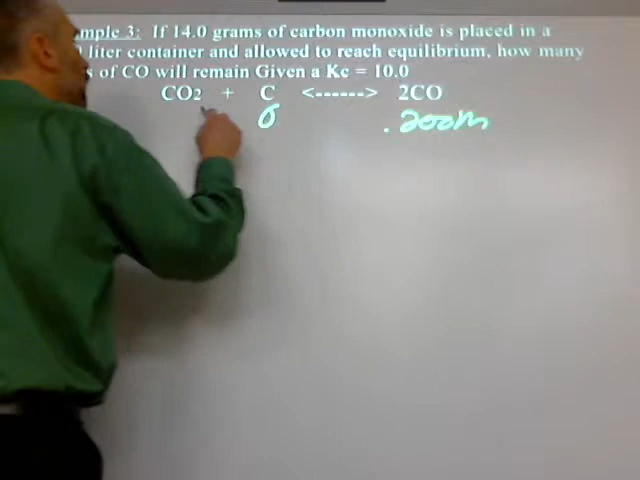 mple 3: If 14.0 grams of carbon monoxide is placed in a
liter container and allowed to reach equilibrium, how many
s of CO will remain Given a Kc = 10.0
CO2 + C <------> 2CO
0 .200m